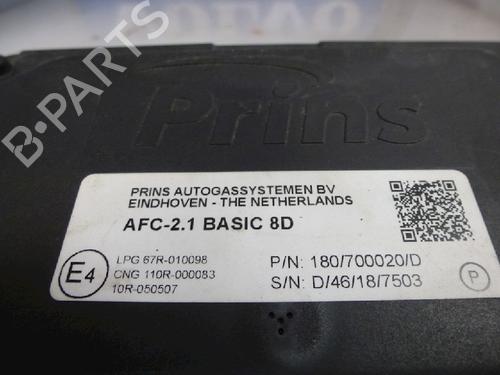 Prins
PRINS AUTOGASSYSTEMEN BV
EINDHOVEN - THE NETHERLANDS
AFC-2.1 BASIC 8D
E4
LPG 67R-010098
CNG 110R-000083
10R-050507
P/N: 180/700020/D
S/N: D/46/18/7503
P
B-PARTS